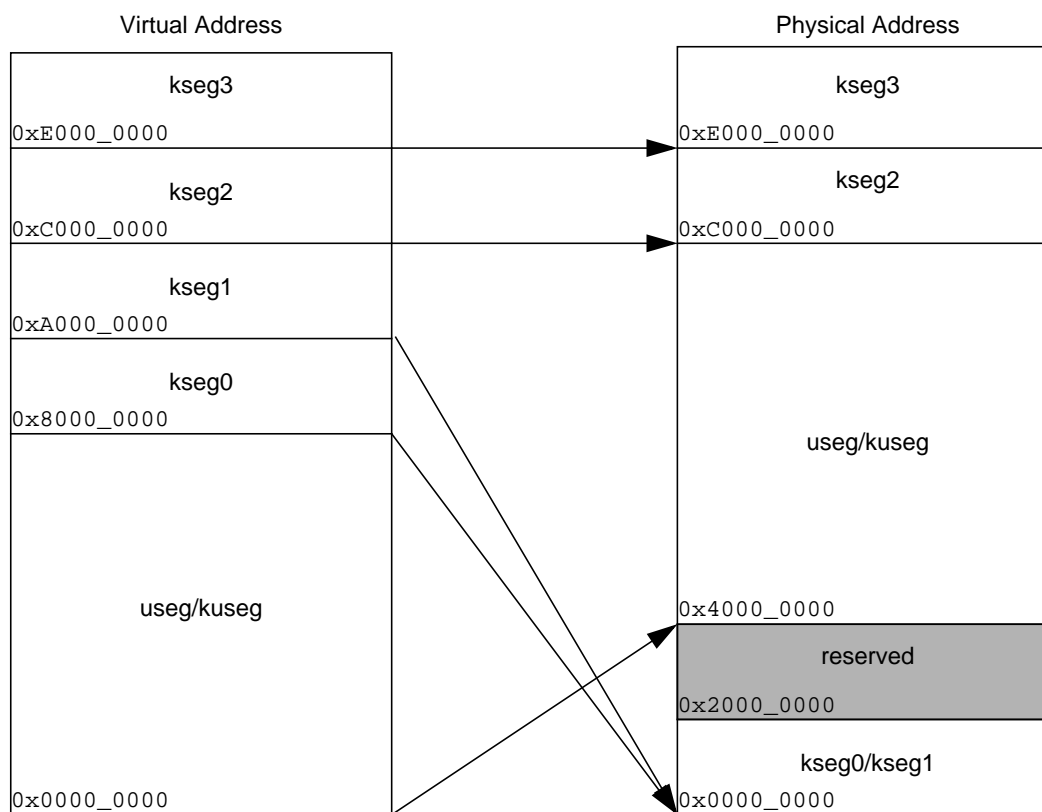 Virtual Address
kseg3
0xE000_0000
kseg2
0xC000_0000
kseg1
0xA000_0000
kseg0
0x8000_0000
useg/kuseg
0x0000_0000
Physical Address
kseg3
0xE000_0000
kseg2
0xC000_0000
useg/kuseg
0x4000_0000
reserved
0x2000_0000
kseg0/kseg1
0x0000_0000